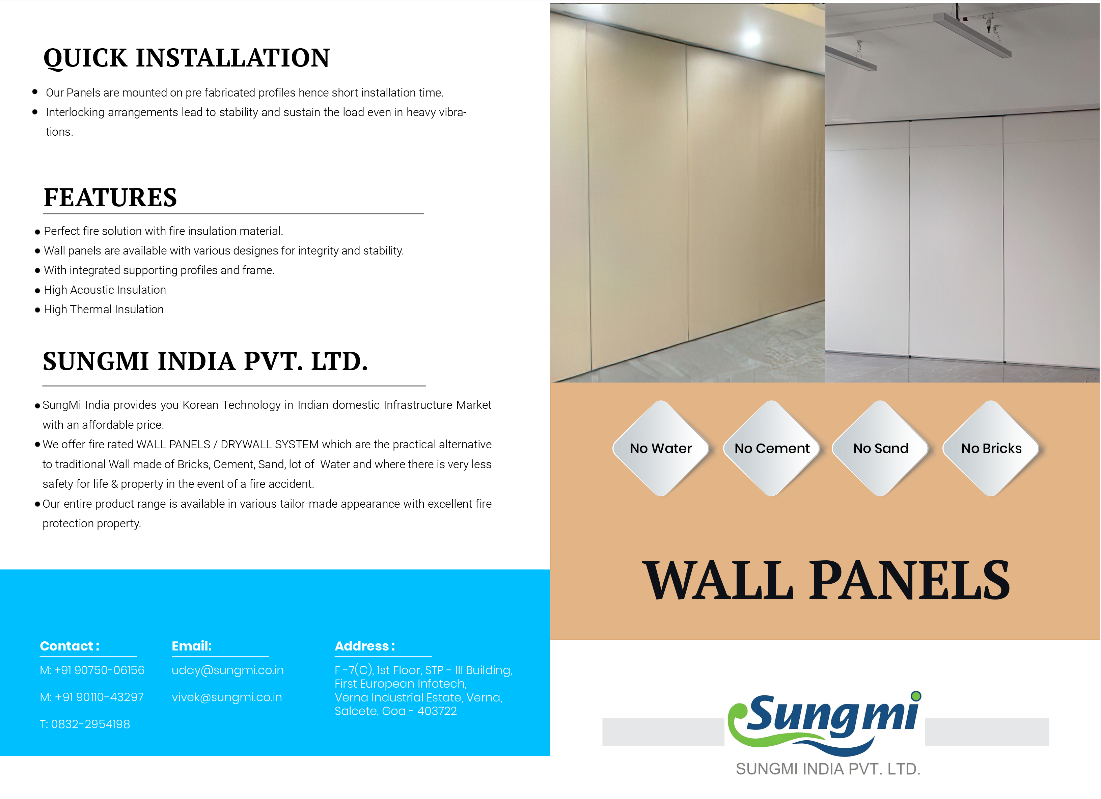 QUICK INSTALLATION
● Our Panels are mounted on pre fabricated profiles hence short installation time.
● Interlocking arrangements lead to stability and sustain the load even in heavy vibra-
tions.
FEATURES
● Perfect fire solution with fire insulation material.
● Wall panels are available with various designes for integrity and stability.
● With integrated supporting profiles and frame.
● High Acoustic Insulation
● High Thermal Insulation
SUNGMI INDIA PVT. LTD.
● SungMi India provides you Korean Technology in Indian domestic Infrastructure Market
with an affordable price.
● We offer fire rated WALL PANELS / DRYWALL SYSTEM which are the practical alternative
to traditional Wall made of Bricks, Cement, Sand, lot of Water and where there is very less
safety for life & property in the event of a fire accident.
● Our entire product range is available in various tailor made appearance with excellent fire
protection property.
Contact :
M: +91 90750-06156
M: +91 90110-43297
T: 0832-2954198
Email:
uday@sungmi.co.in
vivek@sungmi.co.in
Address :
F -7(C), 1st Floor, STP - III Building,
First European Infotech,
Verna Industrial Estate, Verna,
Salcete, Goa - 403722
No Water
No Cement
No Sand
No Bricks
WALL PANELS
Sungmi
SUNGMI INDIA PVT. LTD.